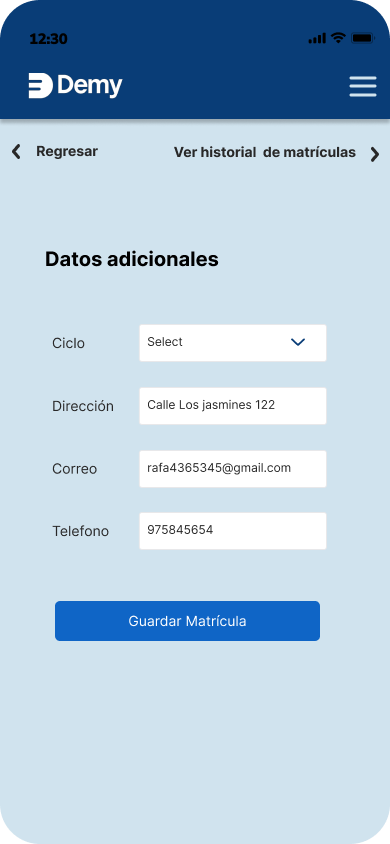 12:30
Demy
Regresar
Ver historial de matrículas
Datos adicionales
Ciclo
Select
Dirección
Calle Los jasmines 122
Correo
rafa4365345@gmail.com
Telefono
975845654
Guardar Matrícula